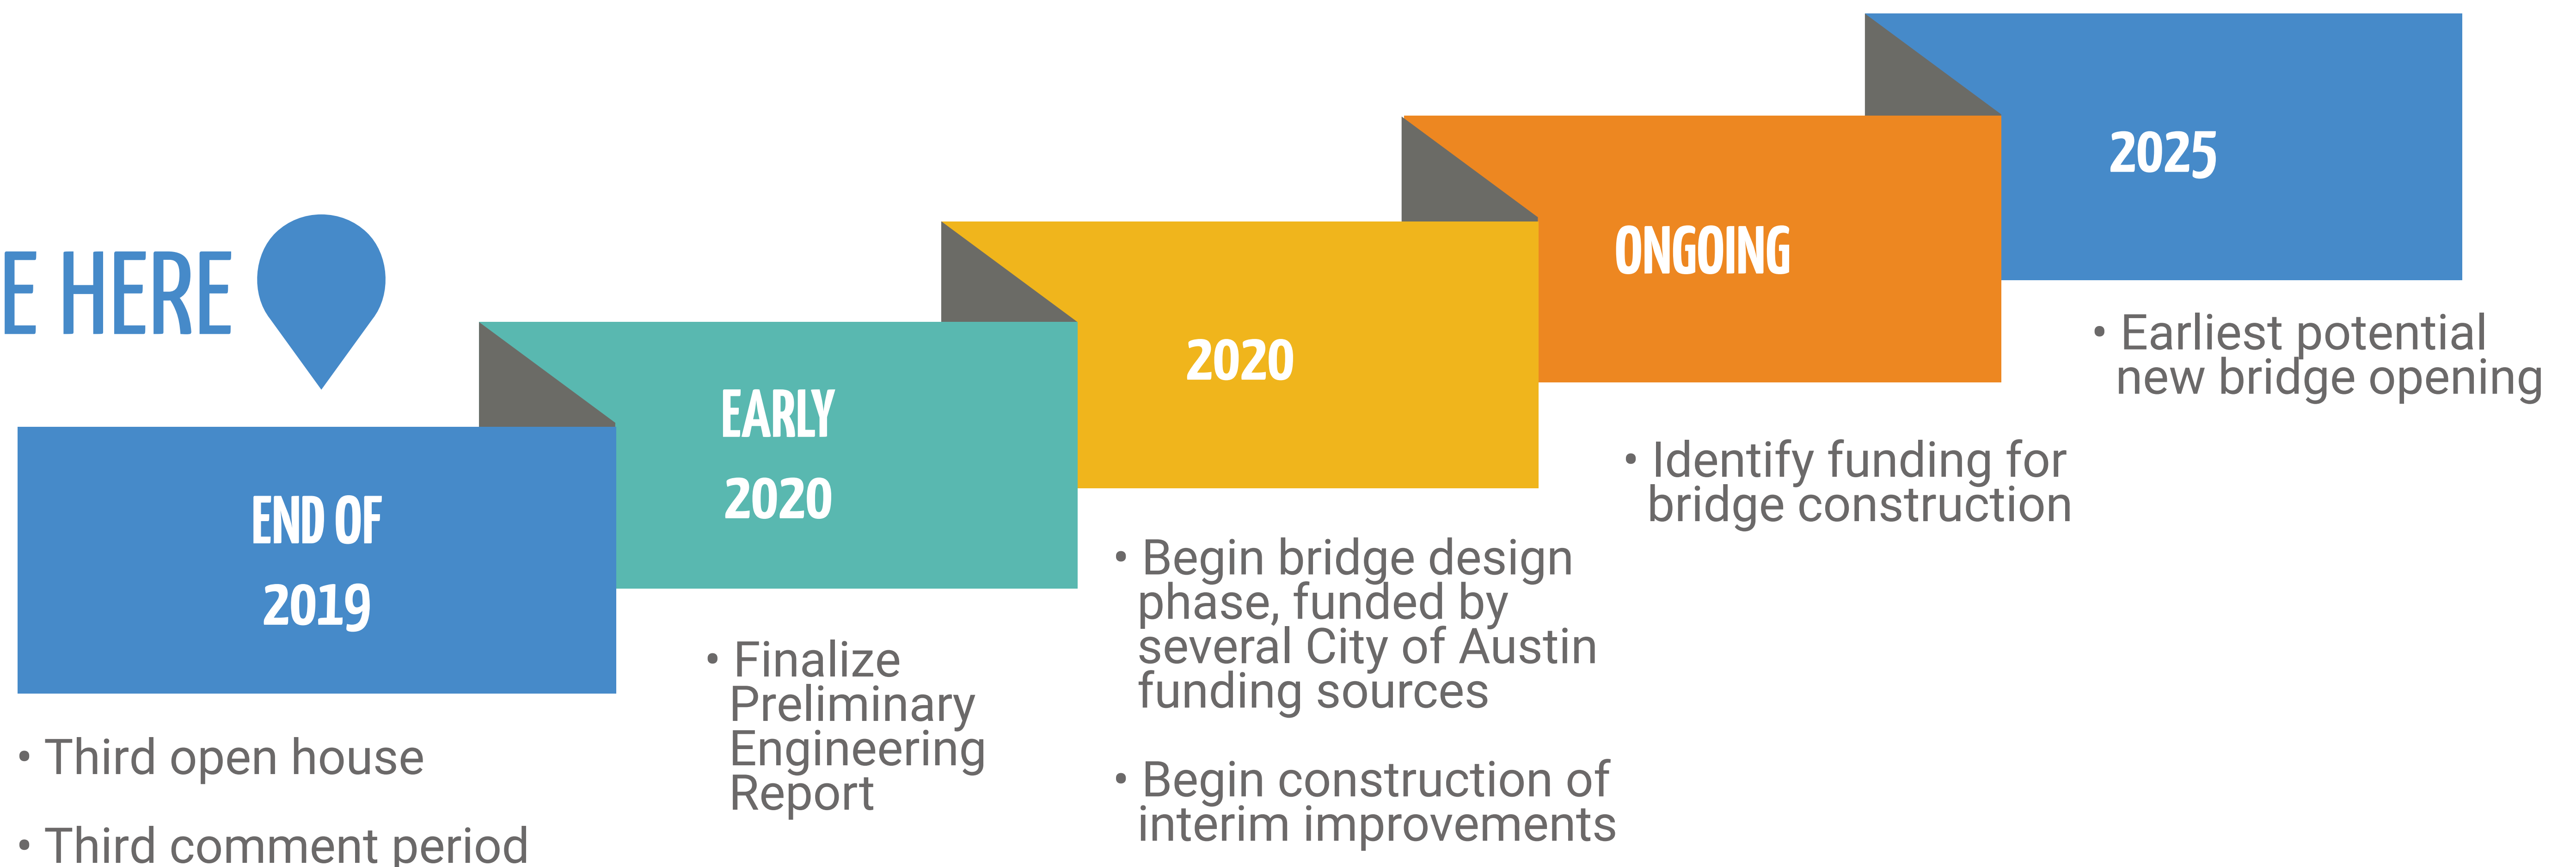 E HERE
END OF
2019
• Third open house
• Third comment period
EARLY
2020
• Finalize
Preliminary
Engineering
Report
2020
• Begin bridge design
phase, funded by
several City of Austin
funding sources
• Begin construction of
interim improvements
ONGOING
• Identify funding for
bridge construction
2025
• Earliest potential
new bridge opening